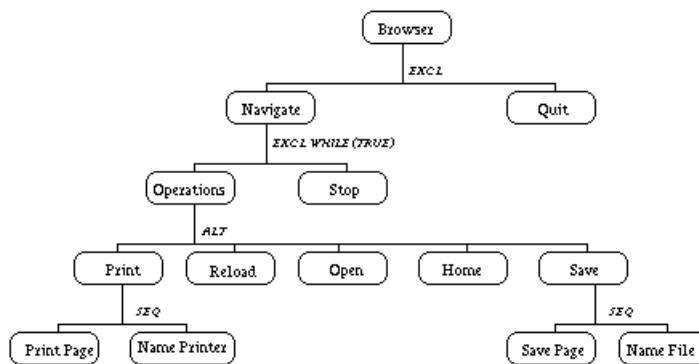 Browser
EXCL
Navigate
Quit
EXCL WHILE (TRUE)
Operations
Stop
ALT
Print
Reload
Open
Home
Save
SEQ
SEQ
Print Page
Name Printer
Save Page
Name File